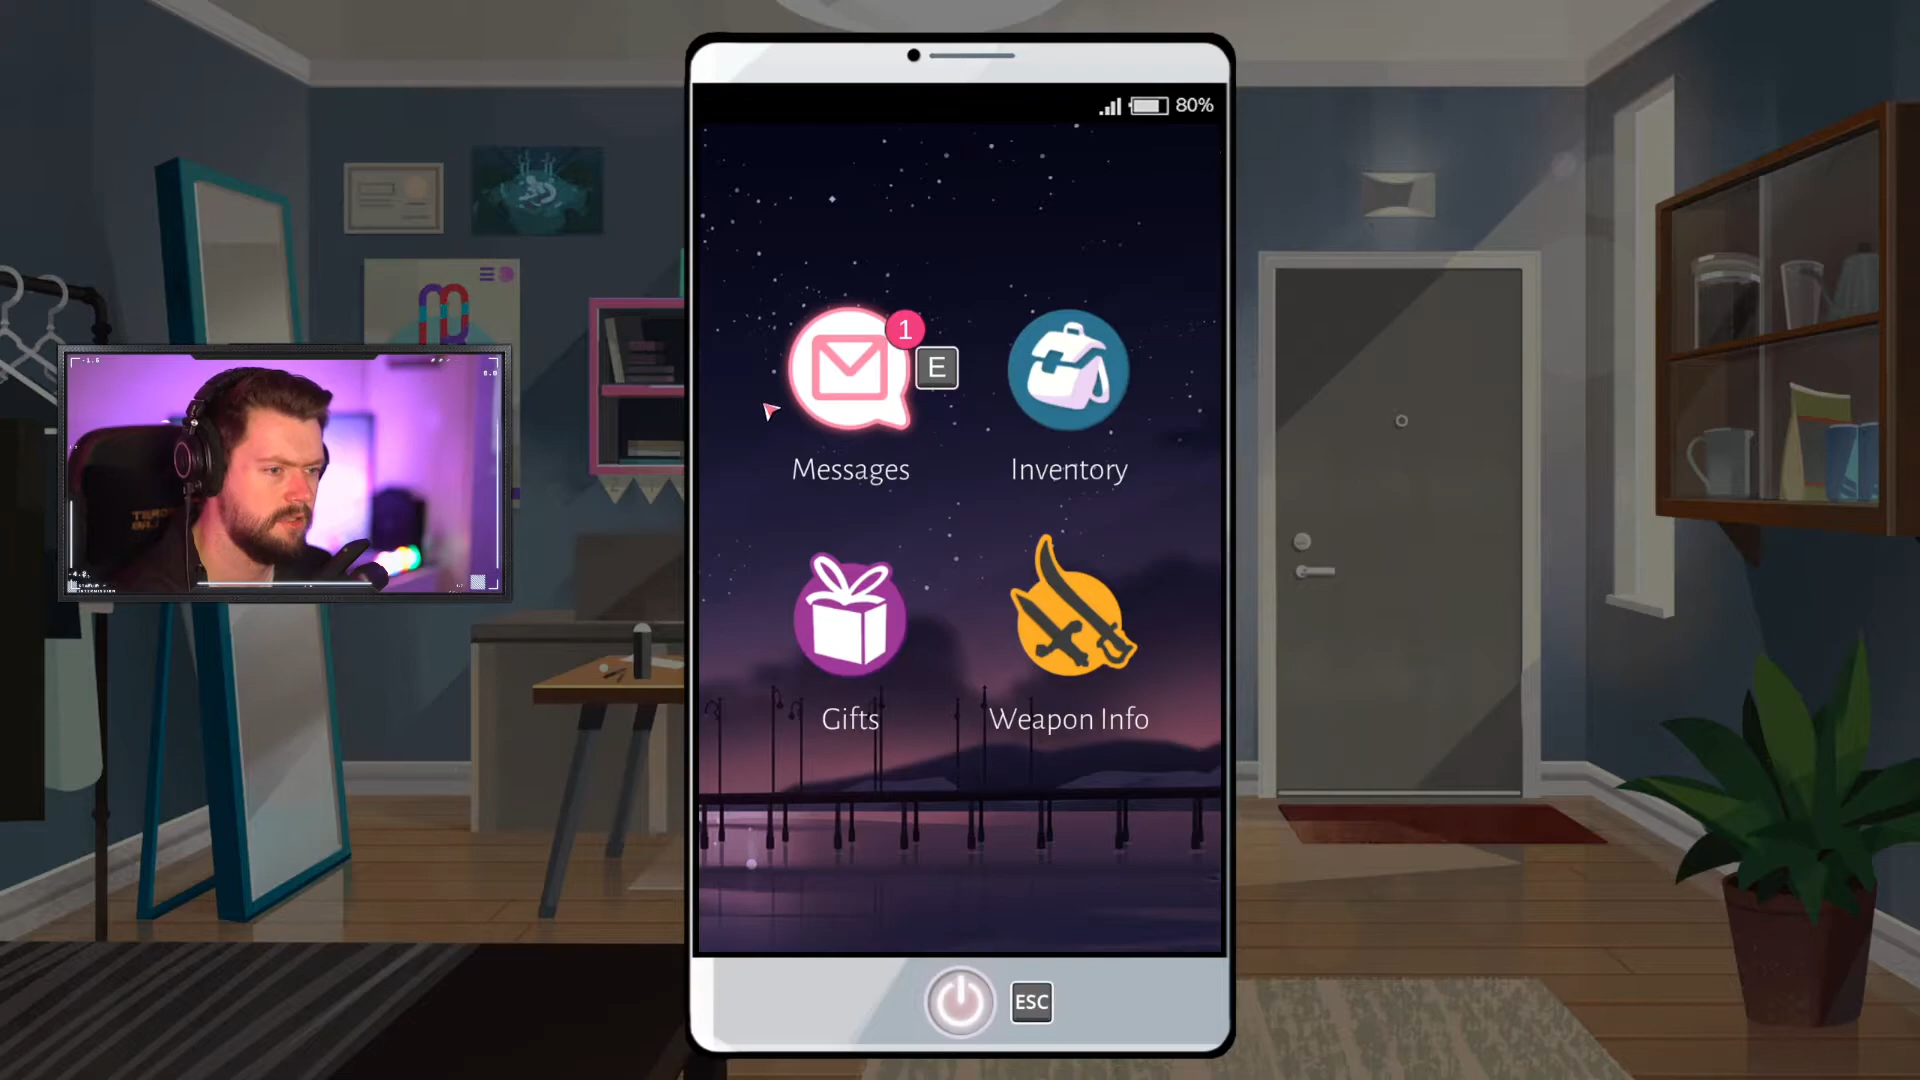 80%
1
E
Messages
Inventory
Gifts
Weapon Info
ESC